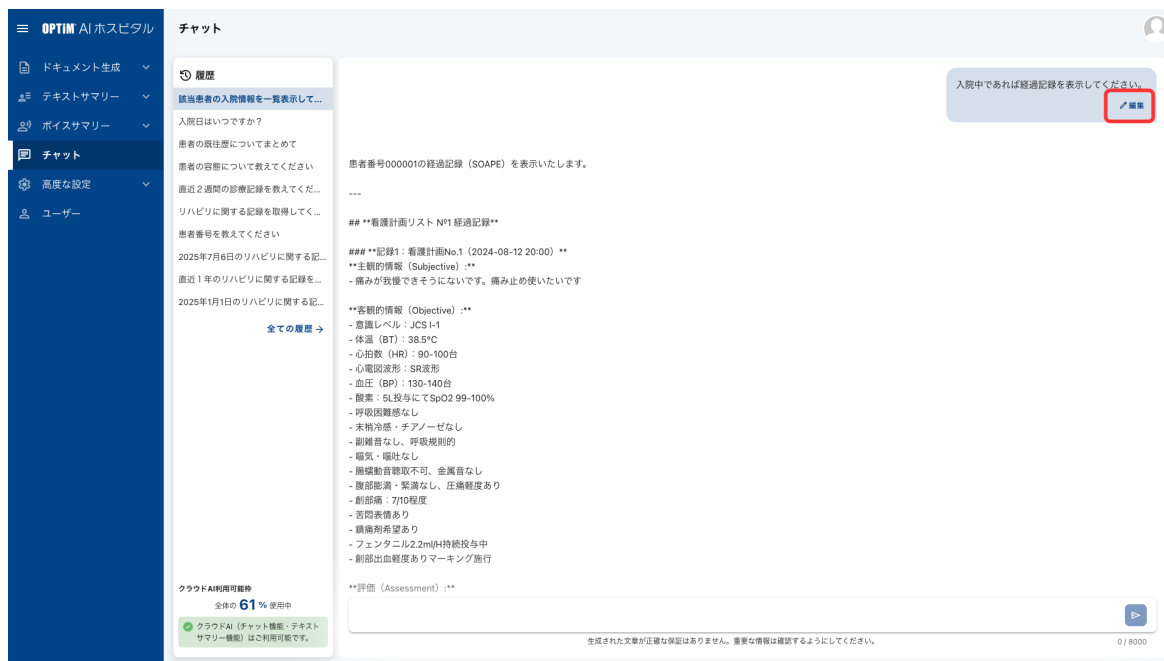 OPTiM AI ホスピタル
ドキュメント生成
テキストサマリー
ボイスサマリー
チャット
高度な設定
ユーザー
チャット
履歴
該当患者の入院情報を一覧表示して...
入院日はいつですか？
患者の既往歴についてまとめて
患者の容態について教えてください
直近２週間の診療記録を教えてくだ...
リハビリに関する記録を取得してく...
患者番号を教えてください
2025年7月6日のリハビリに関する記...
直近１年のリハビリに関する記録を...
2025年1月1日のリハビリに関する記...
全ての履歴 →
クラウドAI利用可能枠
全体の 61 % 使用中
クラウドAI（チャット機能・テキスト
サマリー機能）はご利用可能です。
入院中であれば経過記録を表示してください。
編集
患者番号000001の経過記録（SOAPE）を表示いたします。
---
## **看護計画リスト Nº1 経過記録**
### **記録1：看護計画No.1（2024-08-12 20:00）**
**主観的情報（Subjective）:**
- 痛みが我慢できそうにないです。痛み止め使いたいです
**客観的情報（Objective）:**
- 意識レベル：JCS I-1
- 体温（BT）：38.5°C
- 心拍数（HR）：90-100台
- 心電図波形：SR波形
- 血圧（BP）：130-140台
- 酸素：5L投与にてSpO2 99-100%
- 呼吸困難感なし
- 末梢冷感・チアノーゼなし
- 副雑音なし、呼吸規則的
- 嘔気・嘔吐なし
- 腸蠕動音聴取不可、金属音なし
- 腹部膨満・緊満なし、圧痛軽度あり
- 創部痛：7/10程度
- 苦悶表情あり
- 鎮痛剤希望あり
- フェンタニル2.2ml/H持続投与中
- 創部出血軽度ありマーキング施行
**評価（Assessment）:**
生成された文章が正確な保証はありません。重要な情報は確認するようにしてください。
0 / 8000